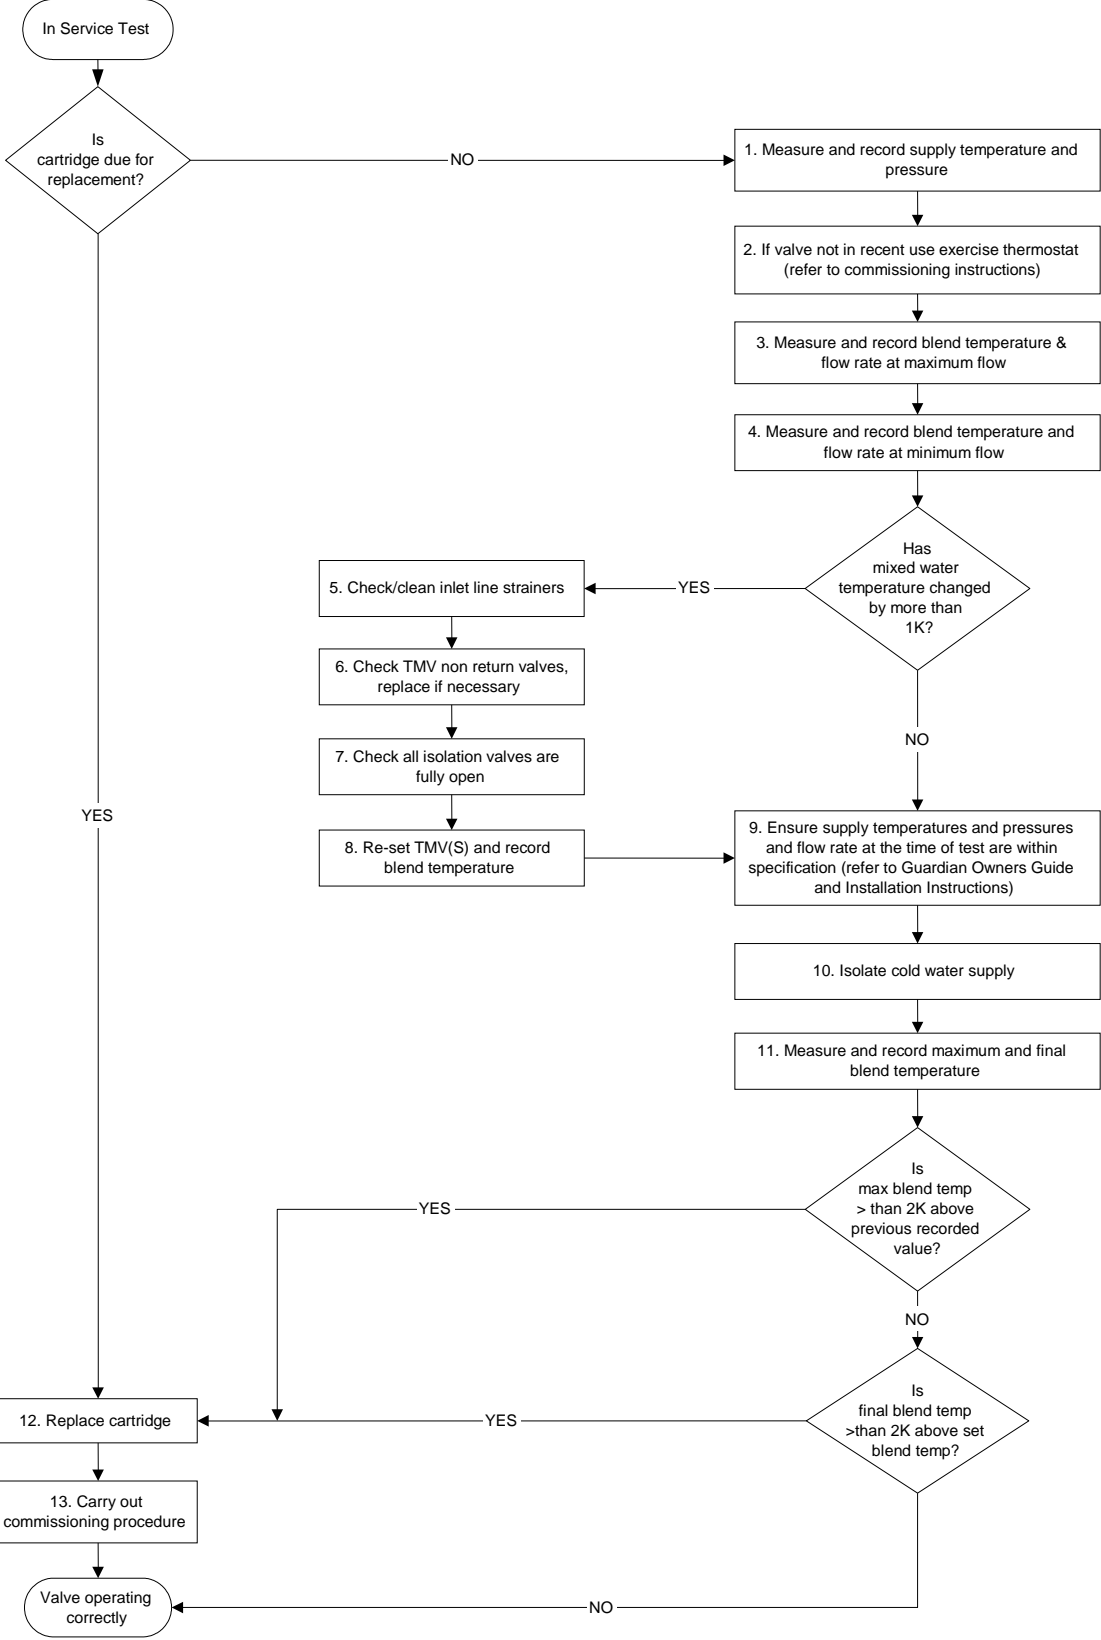 In Service Test
Is
cartridge due for
replacement?
NO
1. Measure and record supply temperature and
pressure
2. If valve not in recent use exercise thermostat
(refer to commissioning instructions)
3. Measure and record blend temperature &
flow rate at maximum flow
4. Measure and record blend temperature and
flow rate at minimum flow
Has
mixed water
temperature changed
by more than
1K?
YES
5. Check/clean inlet line strainers
6. Check TMV non return valves,
replace if necessary
7. Check all isolation valves are
fully open
8. Re-set TMV(S) and record
blend temperature
NO
YES
9. Ensure supply temperatures and pressures
and flow rate at the time of test are within
specification (refer to Guardian Owners Guide
and Installation Instructions)
10. Isolate cold water supply
11. Measure and record maximum and final
blend temperature
Is
max blend temp
> than 2K above
previous recorded
value?
YES
NO
Is
final blend temp
>than 2K above set
blend temp?
YES
12. Replace cartridge
13. Carry out
commissioning procedure
Valve operating
correctly
NO